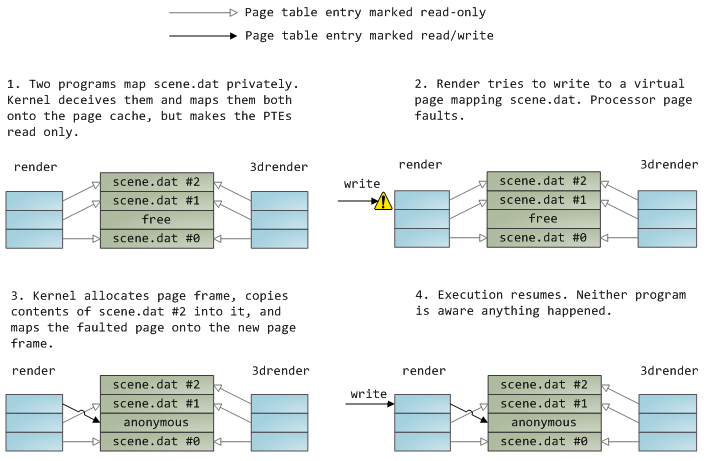 Page table entry marked read-only
Page table entry marked read/write
1. Two programs map scene.dat privately.
Kernel deceives them and maps them both
onto the page cache, but makes the PTEs
read only.
render
3drender
scene.dat #2
scene.dat #1
free
scene.dat #0
2. Render tries to write to a virtual
page mapping scene.dat. Processor page
faults.
render
3drender
write
scene.dat #2
scene.dat #1
free
scene.dat #0
3. Kernel allocates page frame, copies
contents of scene.dat #2 into it, and
maps the faulted page onto the new page
frame.
render
3drender
scene.dat #2
scene.dat #1
anonymous
scene.dat #0
4. Execution resumes. Neither program
is aware anything happened.
render
3drender
write
scene.dat #2
scene.dat #1
anonymous
scene.dat #0